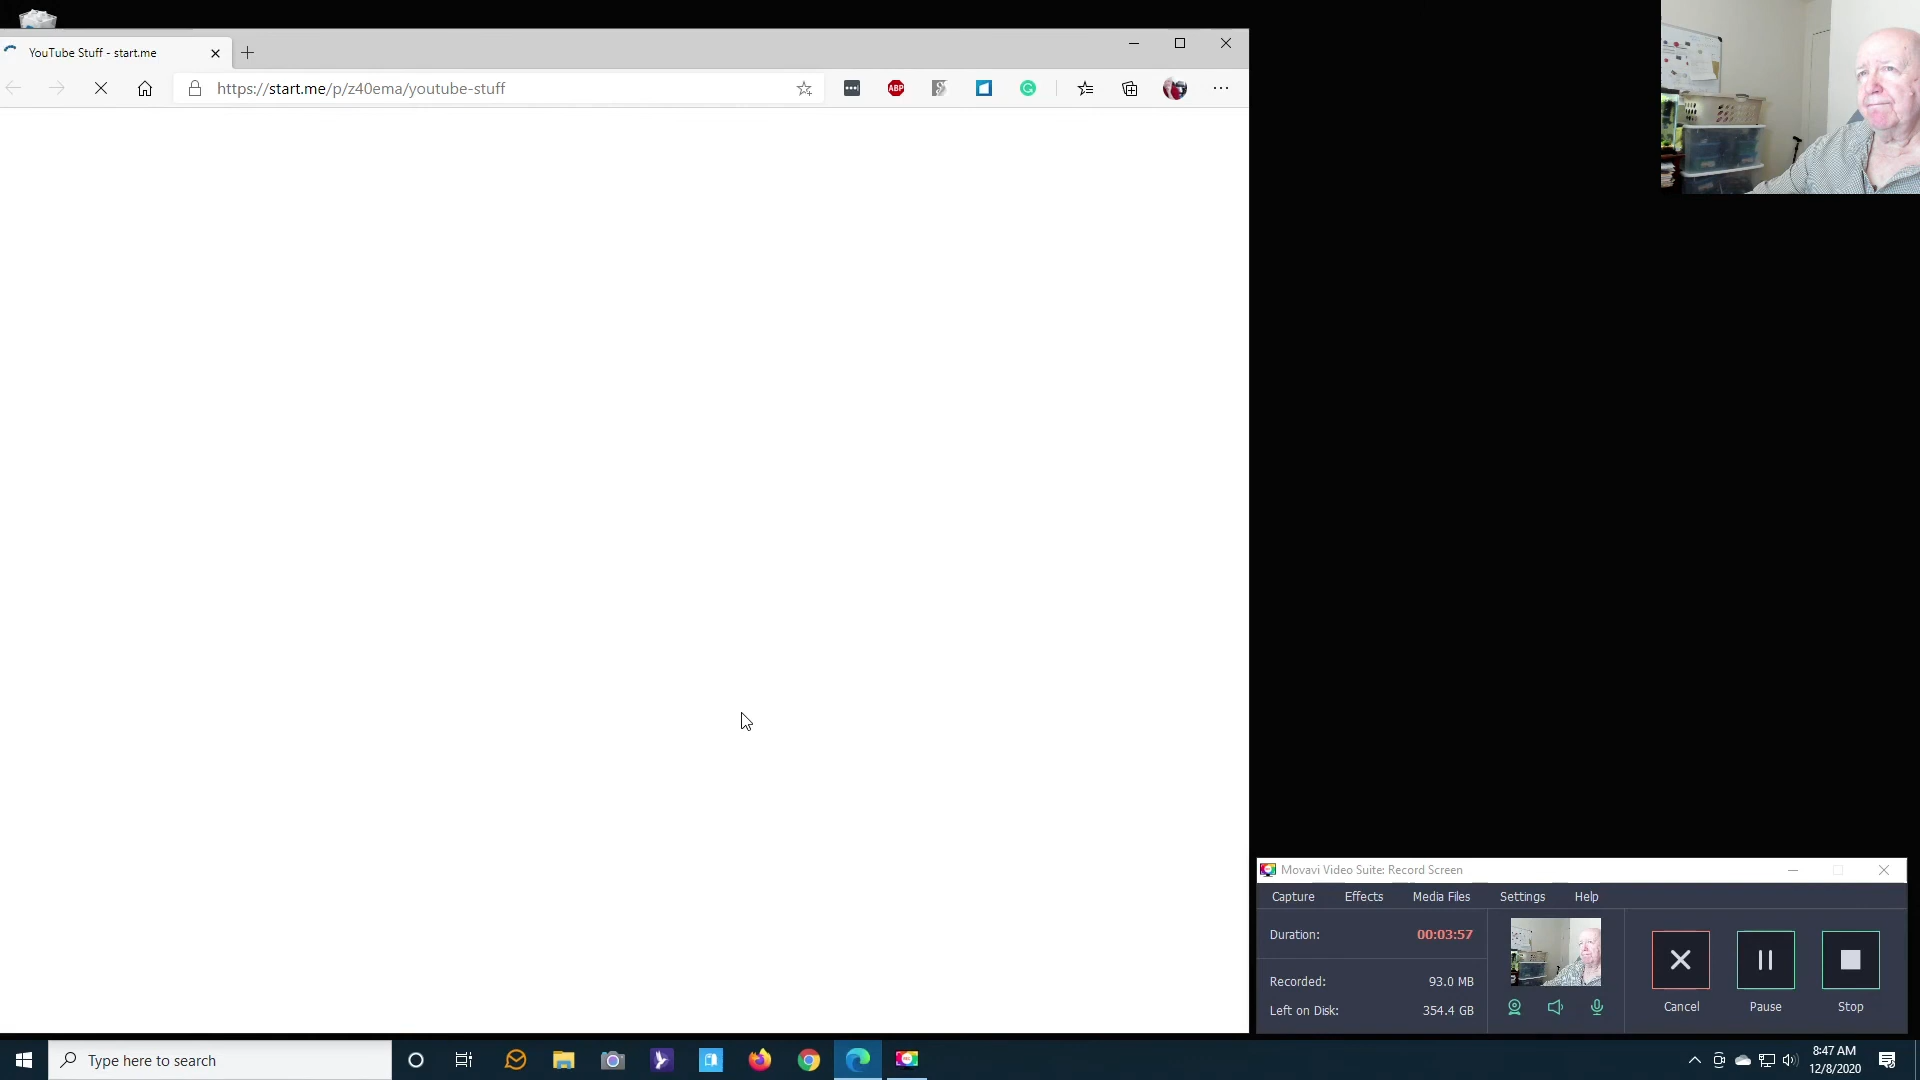 YouTube Stuff - start.me
https://start.me/p/z40ema/youtube-stuff
ABP
Movavi Video Suite: Record Screen
Capture Effects Media Files Settings Help
Duration: 00:03:57
Recorded: 93.0 MB
Left on Disk: 354.4 GB
Cancel Pause Stop
Type here to search
8:47 AM
12/8/2020